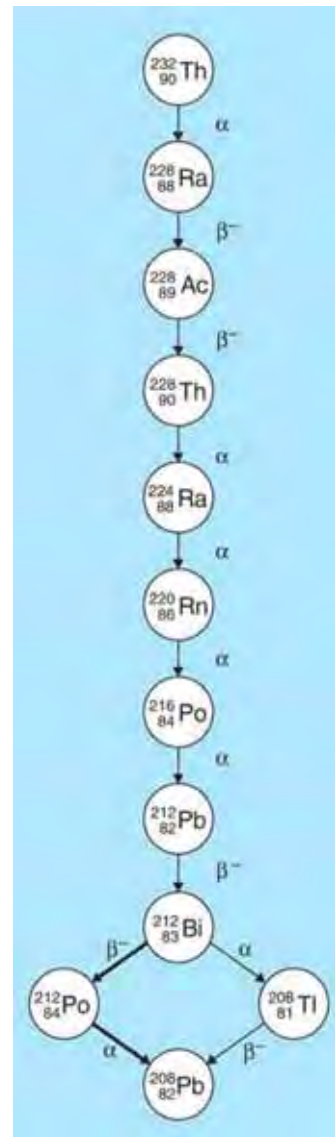 232
90 Th
α
228
88 Ra
β⁻
228
89 Ac
β⁻
228
90 Th
α
224
88 Ra
α
220
86 Rn
α
216
84 Po
α
212
82 Pb
β⁻
212
83 Bi
β⁻ α
212
84 Po
208
81 Tl
α β⁻
208
82 Pb